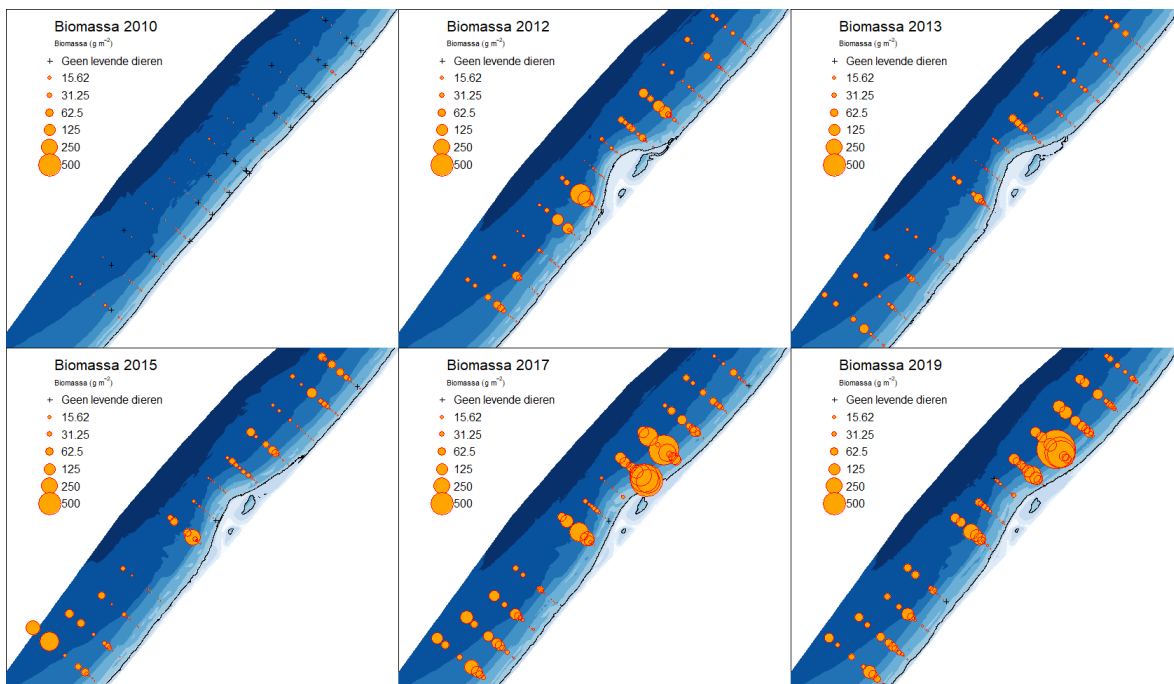 Biomassa 2010
Biomassa (g m⁻²)
Geen levende dieren
15.62
31.25
62.5
125
250
500
Biomassa 2012
Biomassa (g m⁻²)
Geen levende dieren
15.62
31.25
62.5
125
250
500
Biomassa 2013
Biomassa (g m⁻²)
Geen levende dieren
15.62
31.25
62.5
125
250
500
Biomassa 2015
Biomassa (g m⁻²)
Geen levende dieren
15.62
31.25
62.5
125
250
500
Biomassa 2017
Biomassa (g m⁻²)
Geen levende dieren
15.62
31.25
62.5
125
250
500
Biomassa 2019
Biomassa (g m⁻²)
Geen levende dieren
15.62
31.25
62.5
125
250
500